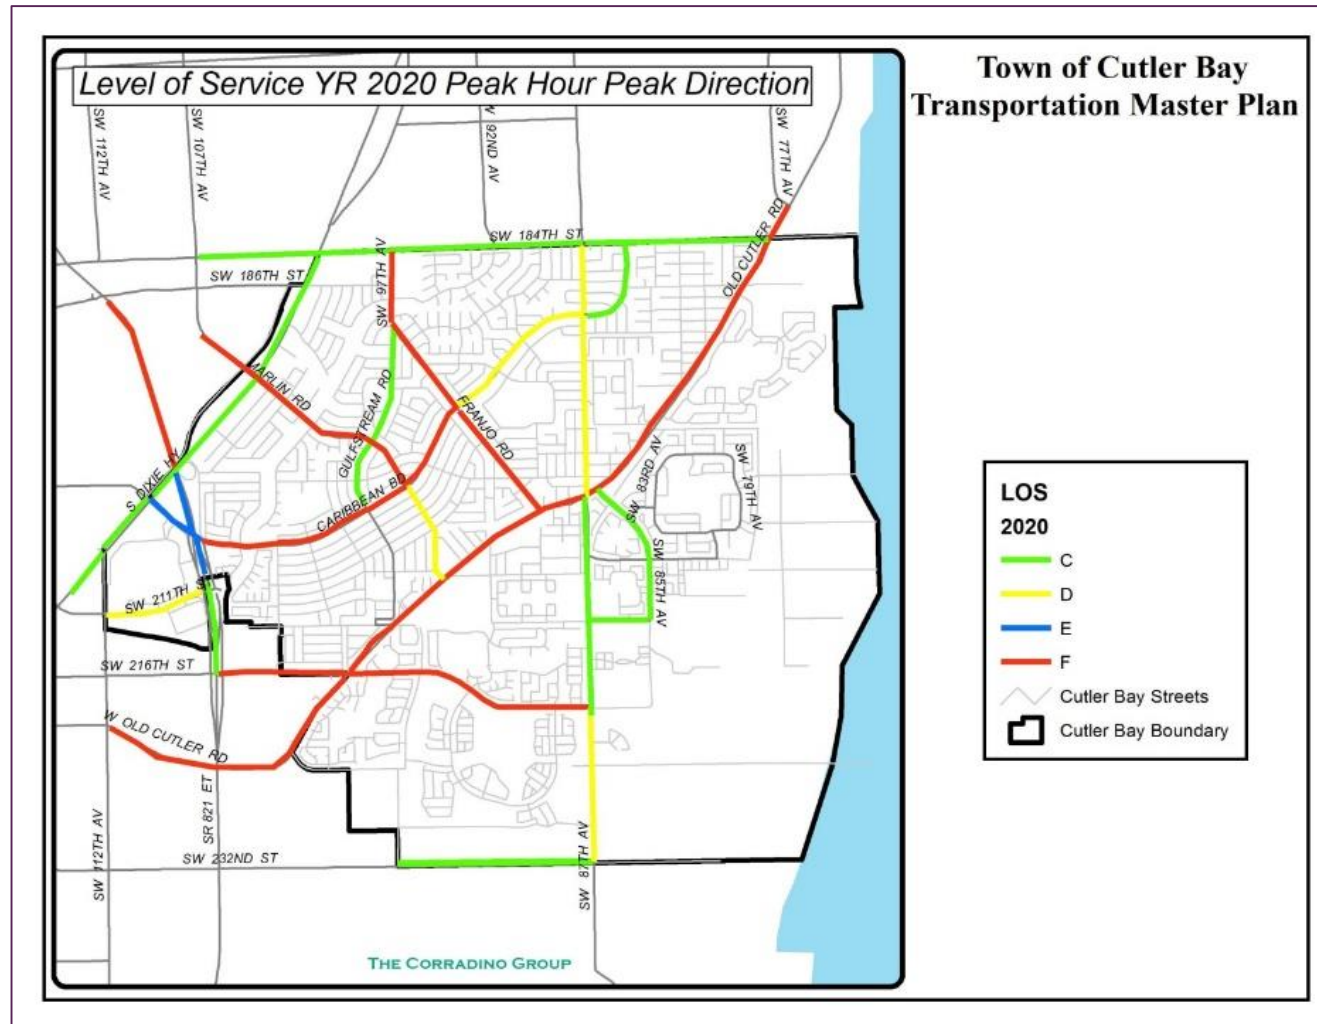 Level of Service YR 2020 Peak Hour Peak Direction
Town of Cutler Bay
Transportation Master Plan
SW 112TH AV
SW 107TH AV
W 92ND AV
SW 77TH AV
SW 184TH ST
OLD CUTLER RD
SW 186TH ST
SW 97TH AV
MARLIN RD
GULFSTREAM RD
FRANJO RD
S DIXIE HY
CARIBBEAN BD
SW 83RD AV
SW 79TH AV
SW 85TH AV
SW 211TH ST
SW 216TH ST
W OLD CUTLER RD
SR 821 ET
SW 112TH AV
SW 232ND ST
SW 87TH AV
THE CORRADINO GROUP
LOS
2020
C
D
E
F
Cutler Bay Streets
Cutler Bay Boundary